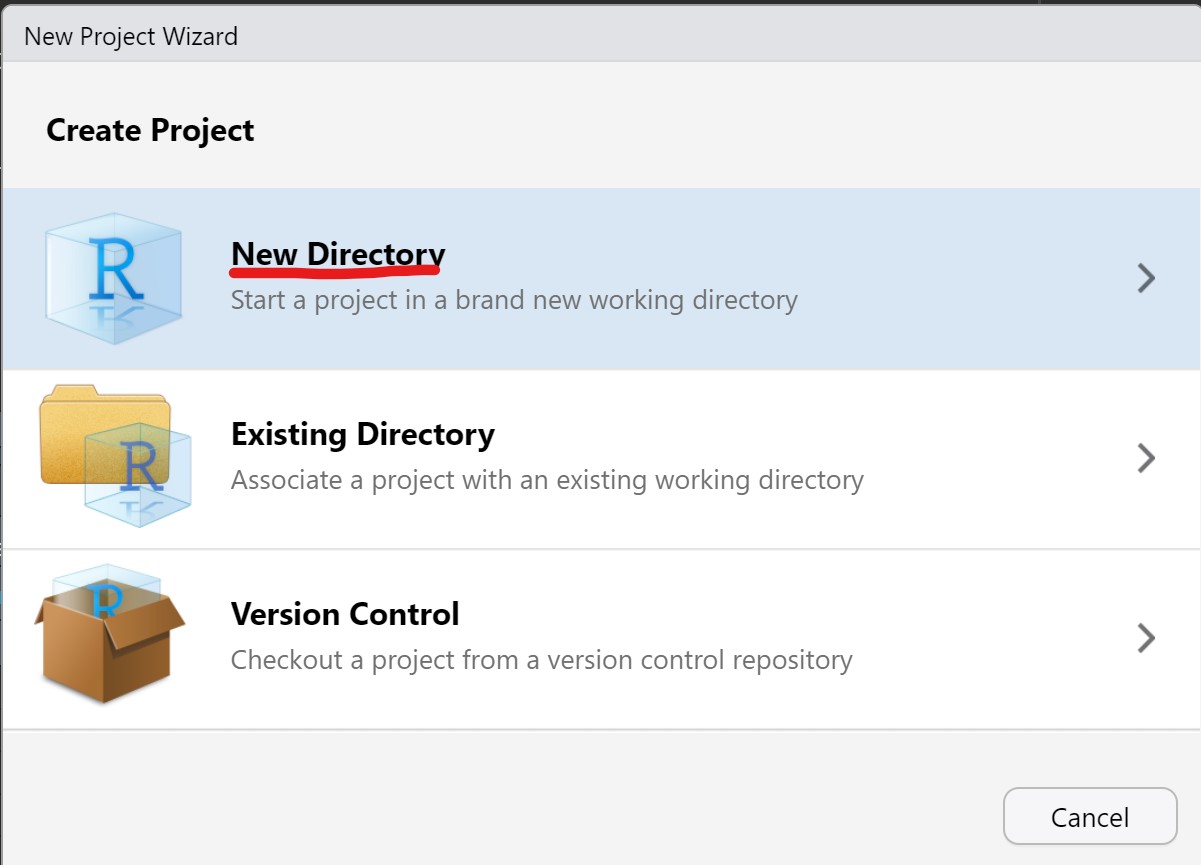 New Project Wizard
Create Project
R
New Directory
Start a project in a brand new working directory
R
Existing Directory
Associate a project with an existing working directory
R
Version Control
Checkout a project from a version control repository
Cancel